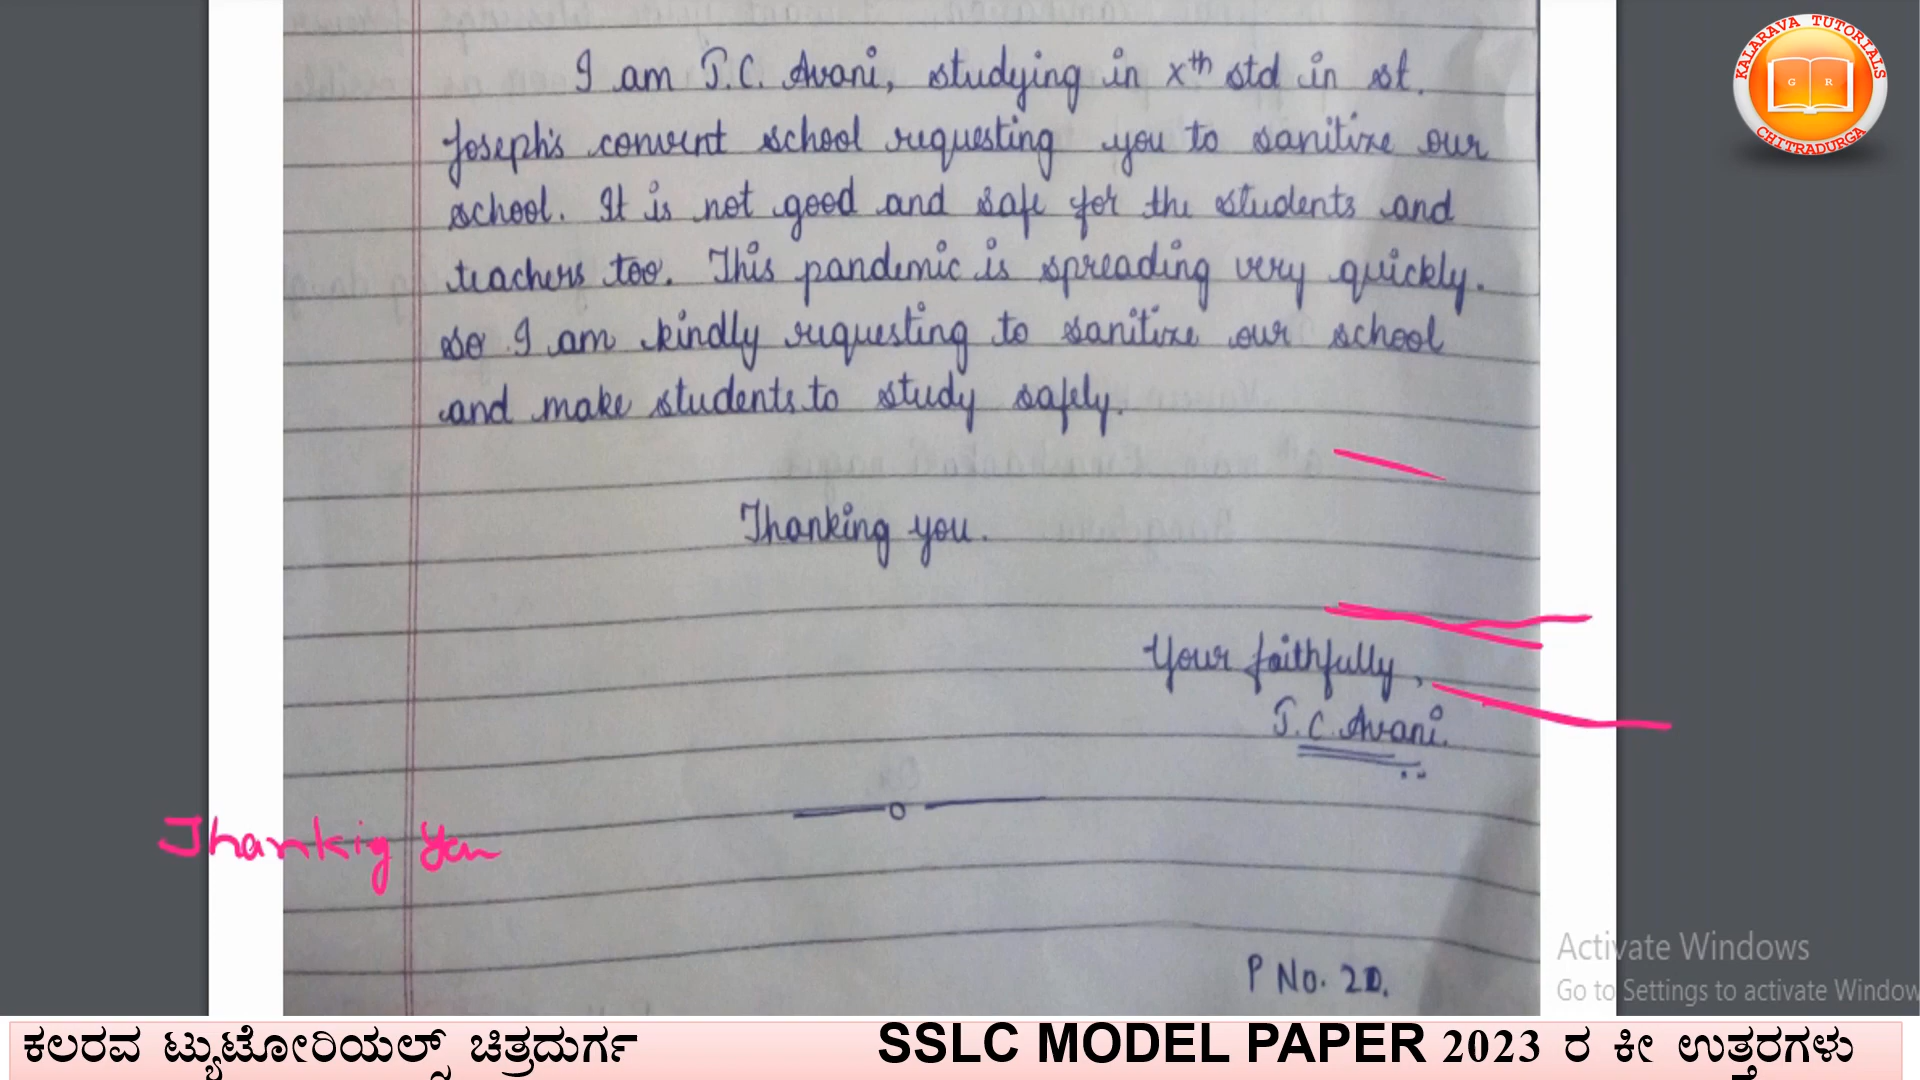 I am T.C. Avani, studying in xth std in st.
Joseph's convent school requesting you to sanitize our
school. It is not good and safe for the students and
teachers too. This pandemic is spreading very quickly.
so I am kindly requesting to sanitize our school
and make students to study safely.
Thanking you.
Your faithfully,
T.C. Avani.
Thankig You
P No. 20.
KALARAVA TUTORIALS
G R
CHITRADURGA
Activate Windows
Go to Settings to activate Window
ಕಲರವ ಟ್ಯುಟೋರಿಯಲ್ಸ್ ಚಿತ್ರದುರ್ಗ SSLC MODEL PAPER 2023 ರ ಕೀ ಉತ್ತರಗಳು